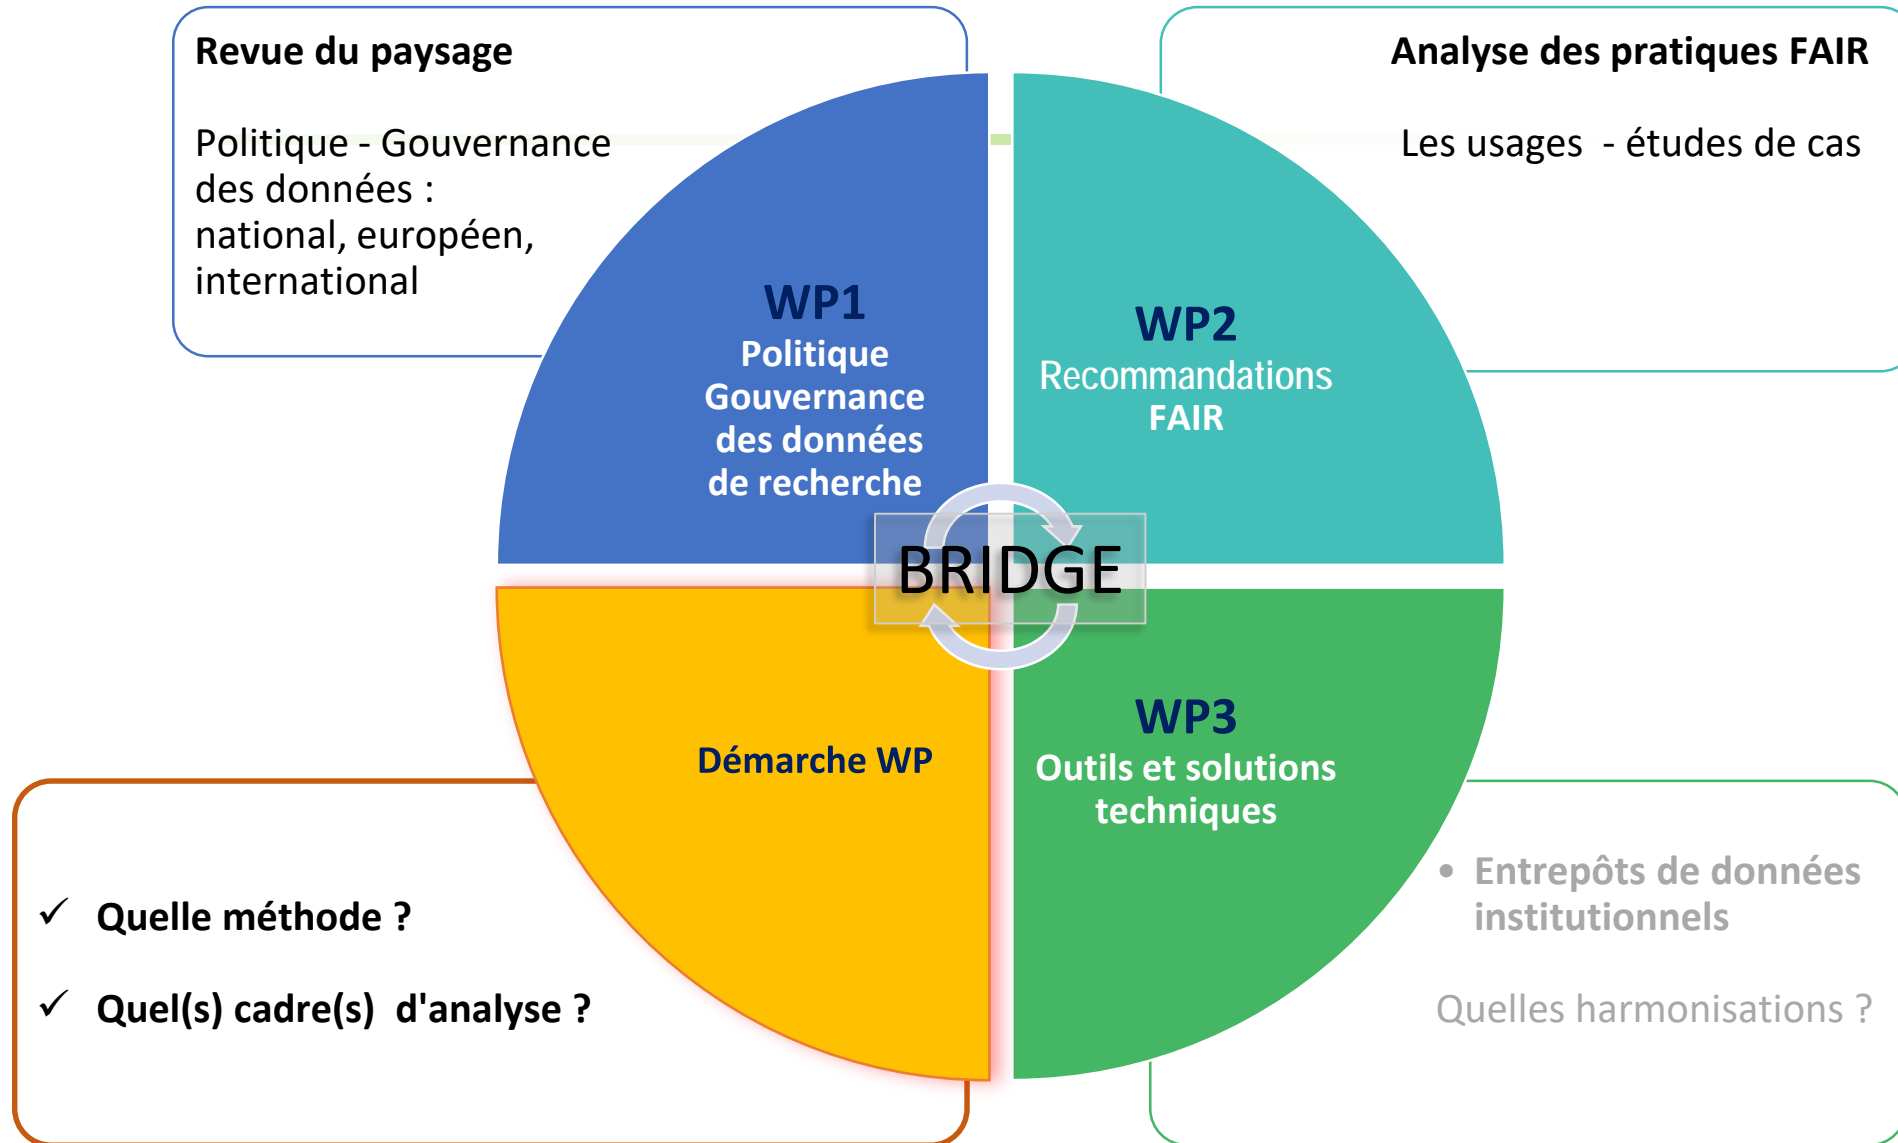 Revue du paysage
Politique - Gouvernance
des données :
national, européen,
international
Analyse des pratiques FAIR
Les usages - études de cas
WP1
Politique
Gouvernance
des données
de recherche
WP2
Recommandations
FAIR
BRIDGE
Démarche WP
WP3
Outils et solutions
techniques
✓ Quelle méthode ?
✓ Quel(s) cadre(s) d'analyse ?
• Entrepôts de données
institutionnels
Quelles harmonisations ?